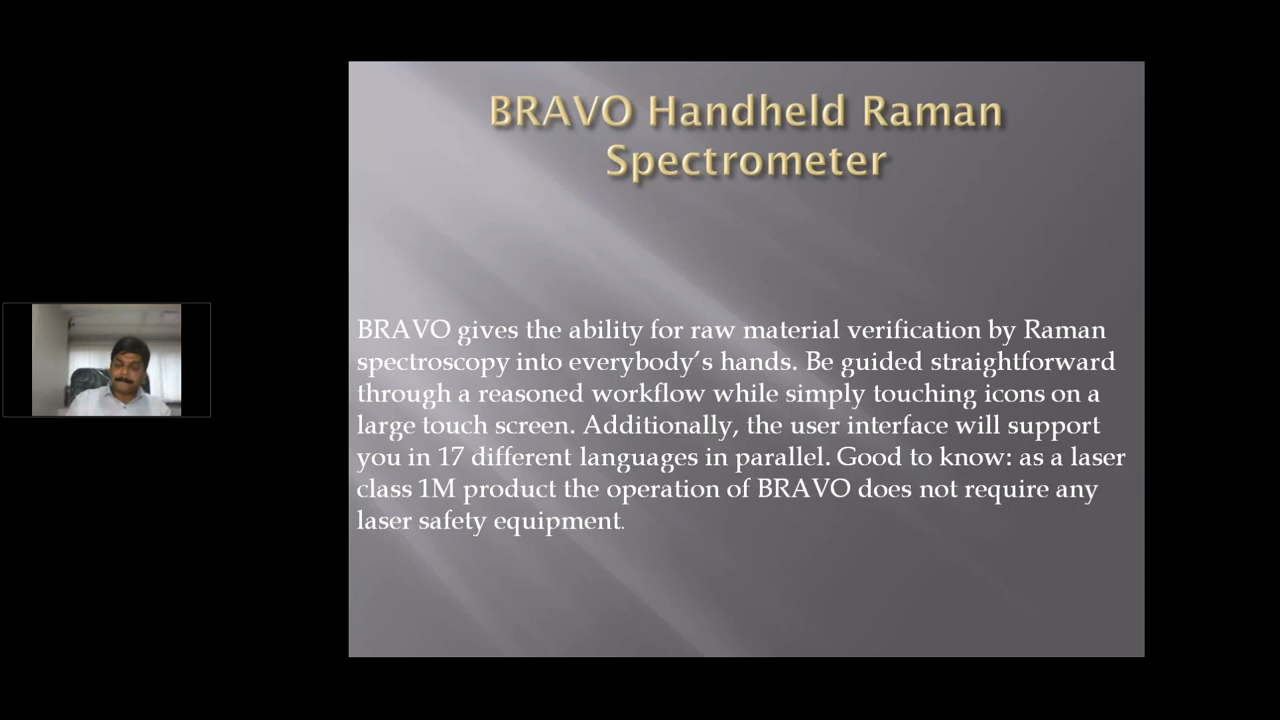 BRAVO Handheld Raman
Spectrometer
BRAVO gives the ability for raw material verification by Raman
spectroscopy into everybody’s hands. Be guided straightforward
through a reasoned workflow while simply touching icons on a
large touch screen. Additionally, the user interface will support
you in 17 different languages in parallel. Good to know: as a laser
class 1M product the operation of BRAVO does not require any
laser safety equipment.